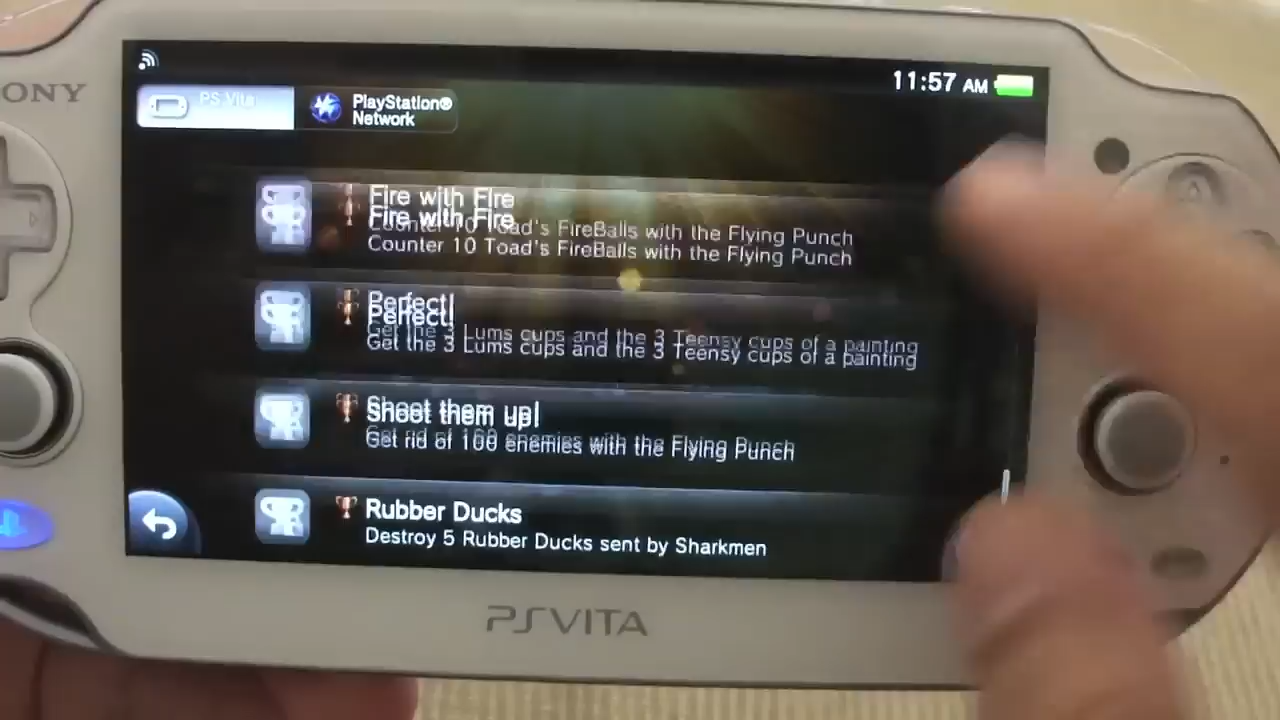 SONY
11:57 AM
PS Vita
PlayStation®
Network
Fire with Fire
Counter 10 Toad's FireBalls with the Flying Punch
Perfect!
Get the 3 Lums cups and the 3 Teensy cups of a painting
Shoot them up!
Get rid of 100 enemies with the Flying Punch
Rubber Ducks
Destroy 5 Rubber Ducks sent by Sharkmen
PSVITA